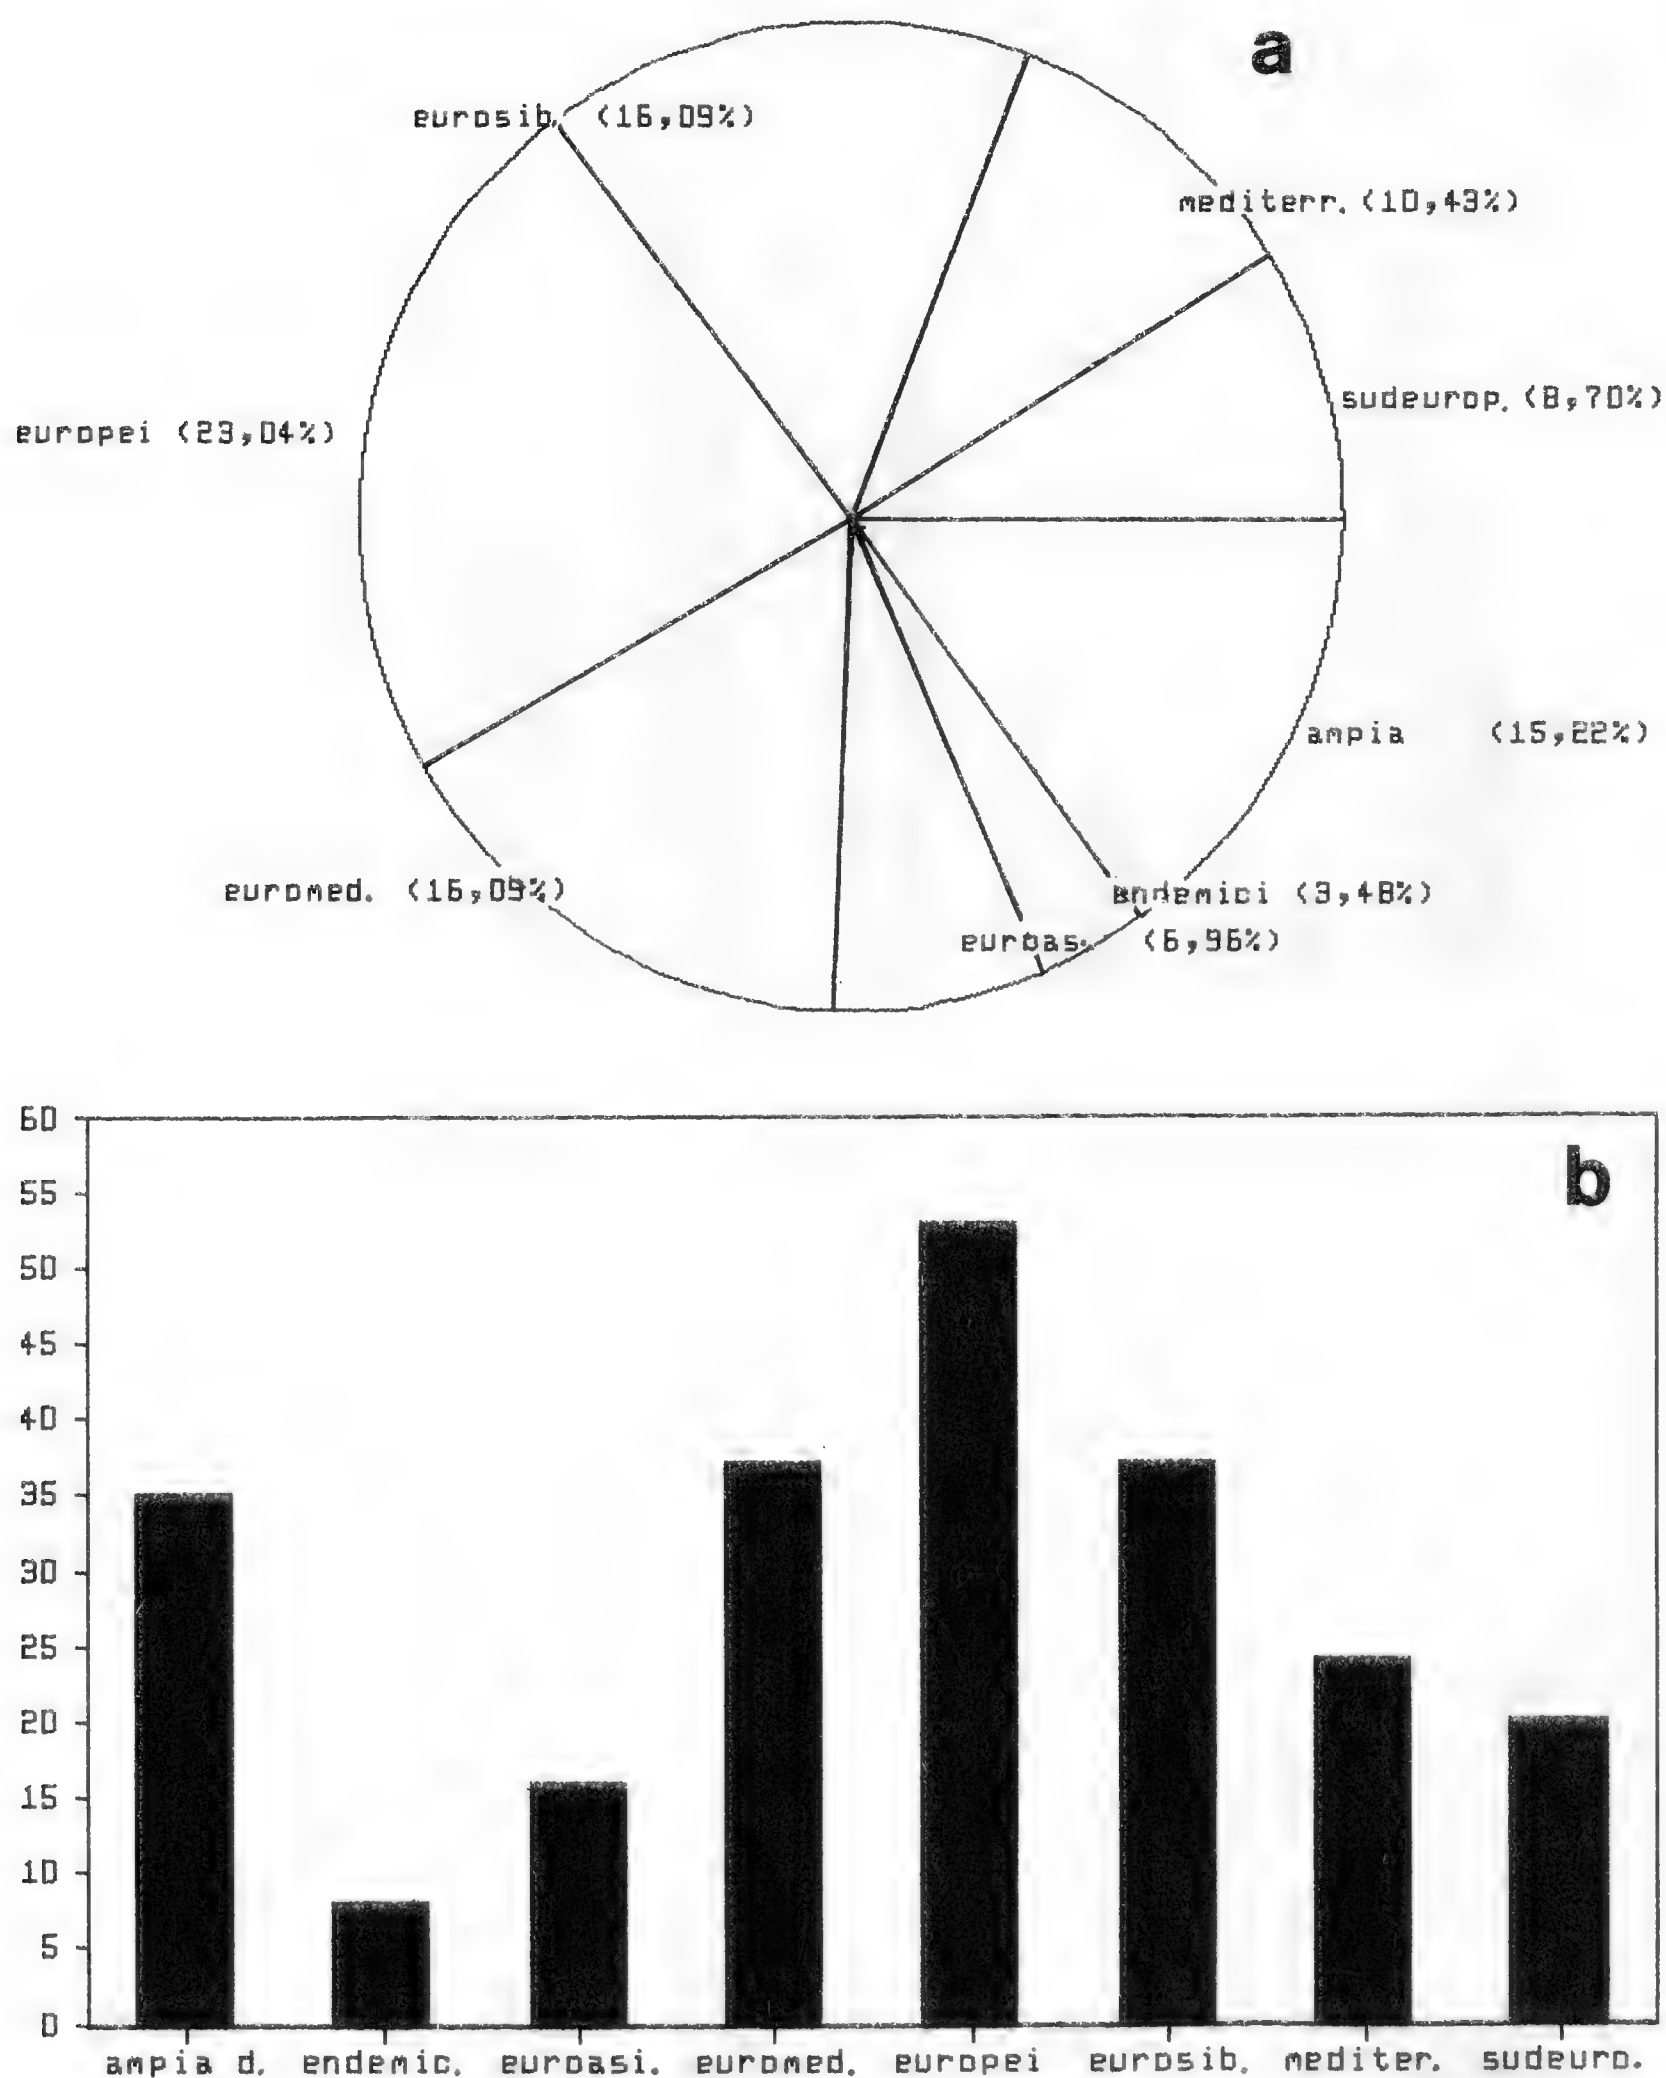 a
eurosib. (16,09%)
mediterr. (10,43%)
sudeurop. (8,70%)
europei (23,04%)
ampia (15,22%)
euromed. (16,09%)
endemici (3,48%)
euroas. (6,96%)
b
60
55
50
45
40
35
30
25
20
15
10
5
0
ampia d. endemic. euroasi. euromed. europei eurosib. mediter. sudeuro.